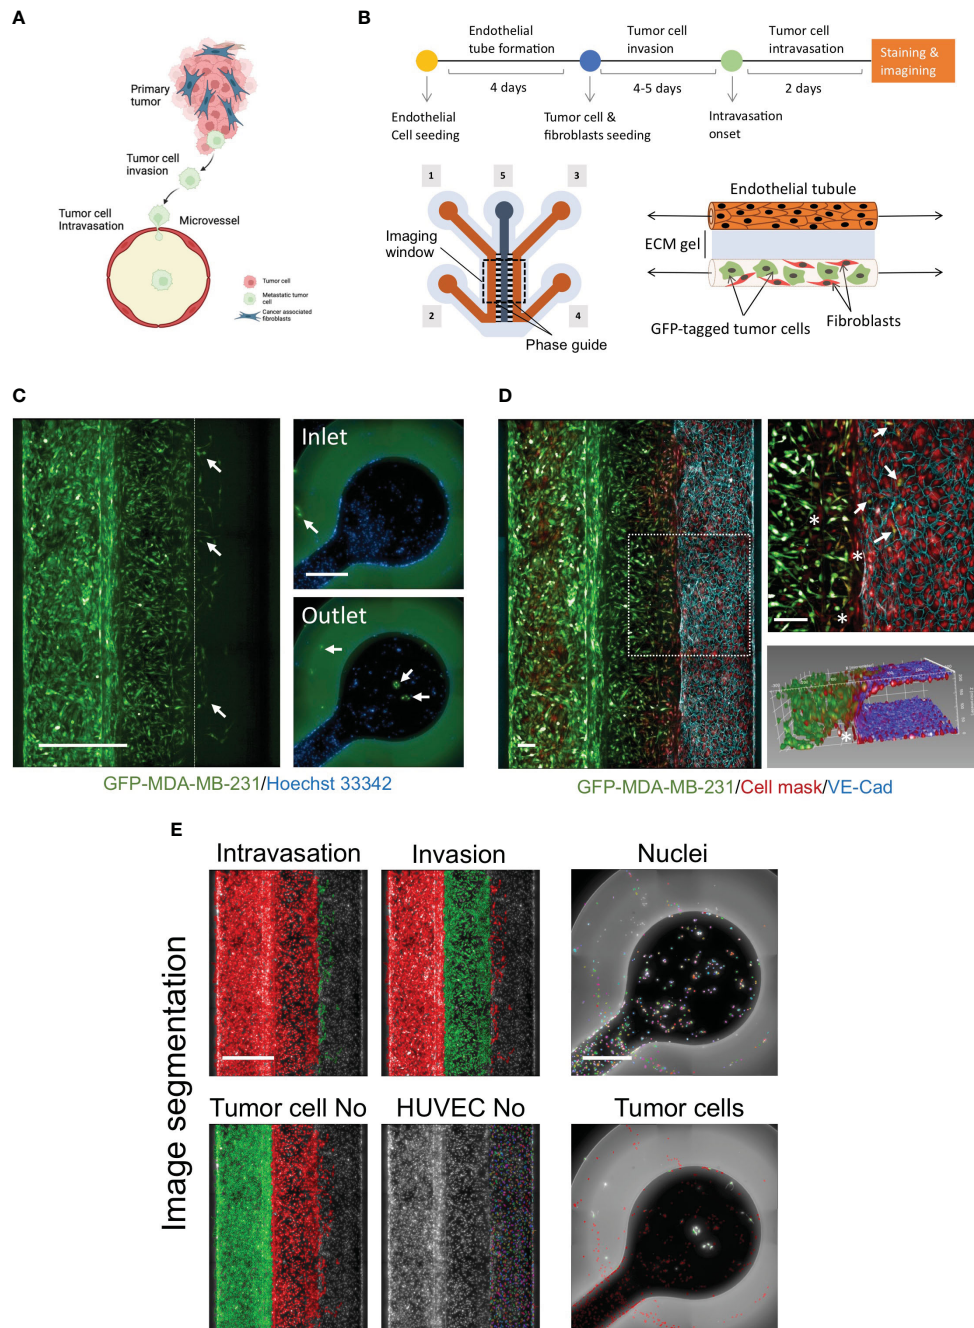 A
Primary
tumor
Tumor cell
invasion
Tumor cell
Intravasation
Microvessel
Tumor cell
Metastatic tumor
cell
Cancer associated
fibroblasts
B
Endothelial
tube formation
Tumor cell
invasion
Tumor cell
intravasation
Staining &
imagining
4 days
4-5 days
2 days
Endothelial
Cell seeding
Tumor cell &
fibroblasts seeding
Intravasation
onset
1
5
3
Imaging
window
2
4
Phase guide
Endothelial tubule
ECM gel
GFP-tagged tumor cells
Fibroblasts
C
Inlet
Outlet
GFP-MDA-MB-231/Hoechst 33342
D
*
*
*
*
GFP-MDA-MB-231/Cell mask/VE-Cad
E
Image segmentation
Intravasation
Invasion
Nuclei
Tumor cell No
HUVEC No
Tumor cells